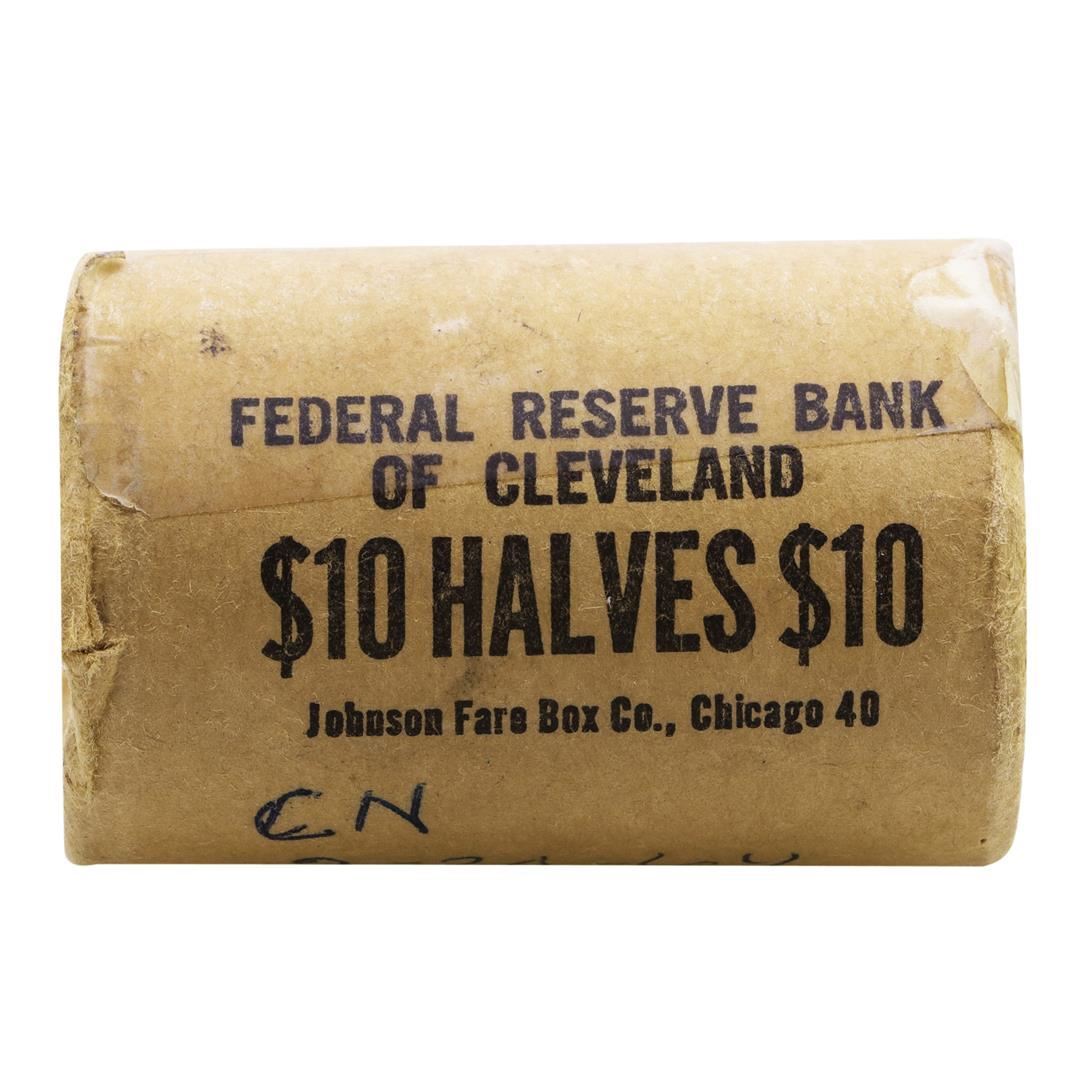 FEDERAL RESERVE BANK
OF CLEVELAND
$10 HALVES $10
Johnson Fare Box Co., Chicago 40
CN